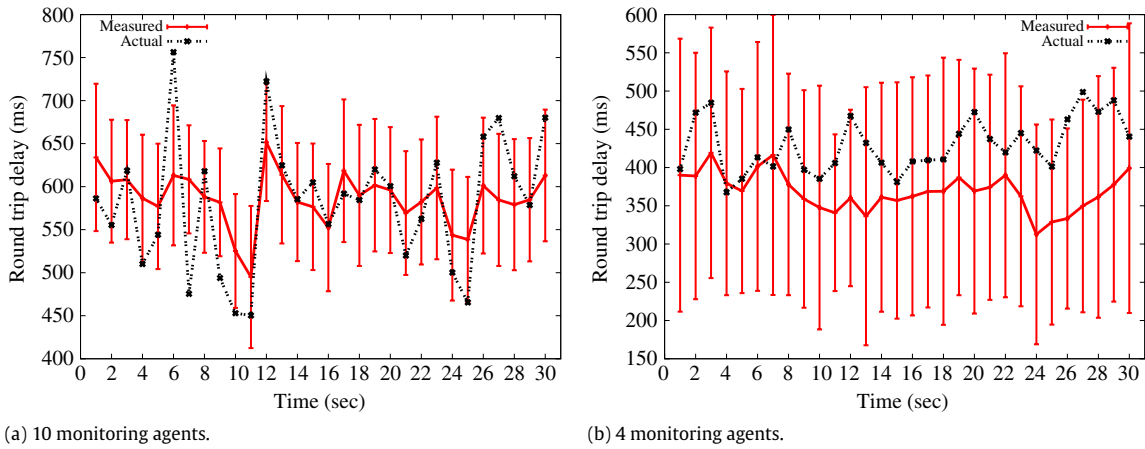 Measured
Actual
Round trip delay (ms)
800
750
700
650
600
550
500
450
400
0 2 4 6 8 10 12 14 16 18 20 22 24 26 28 30
Time (sec)
(a) 10 monitoring agents.
Measured
Actual
Round trip delay (ms)
600
550
500
450
400
350
300
250
200
150
0 2 4 6 8 10 12 14 16 18 20 22 24 26 28 30
Time (sec)
(b) 4 monitoring agents.